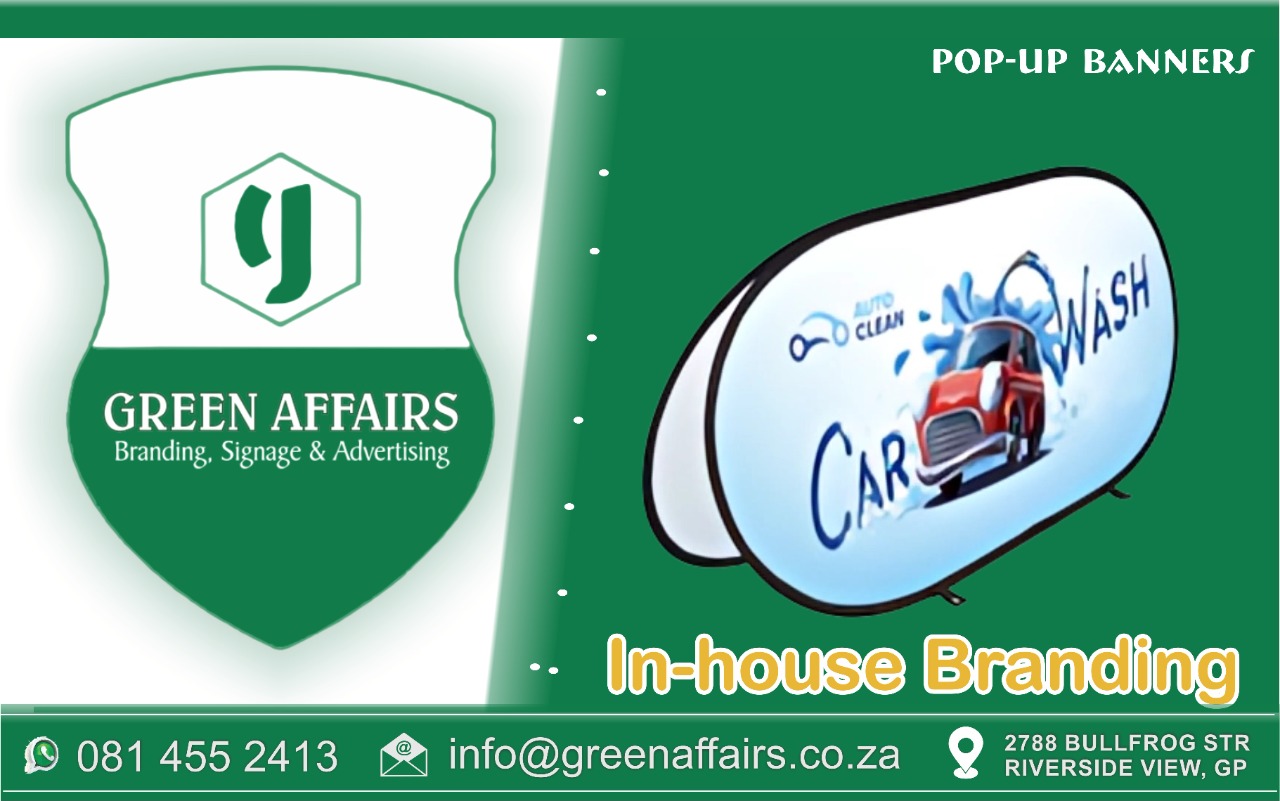 POP-UP BANNERS
g
GREEN AFFAIRS
Branding, Signage & Advertising
AUTO
CLEAN
CAR WASH
In-house Branding
081 455 2413
@
info@greenaffairs.co.za
2788 BULLFROG STR
RIVERSIDE VIEW, GP